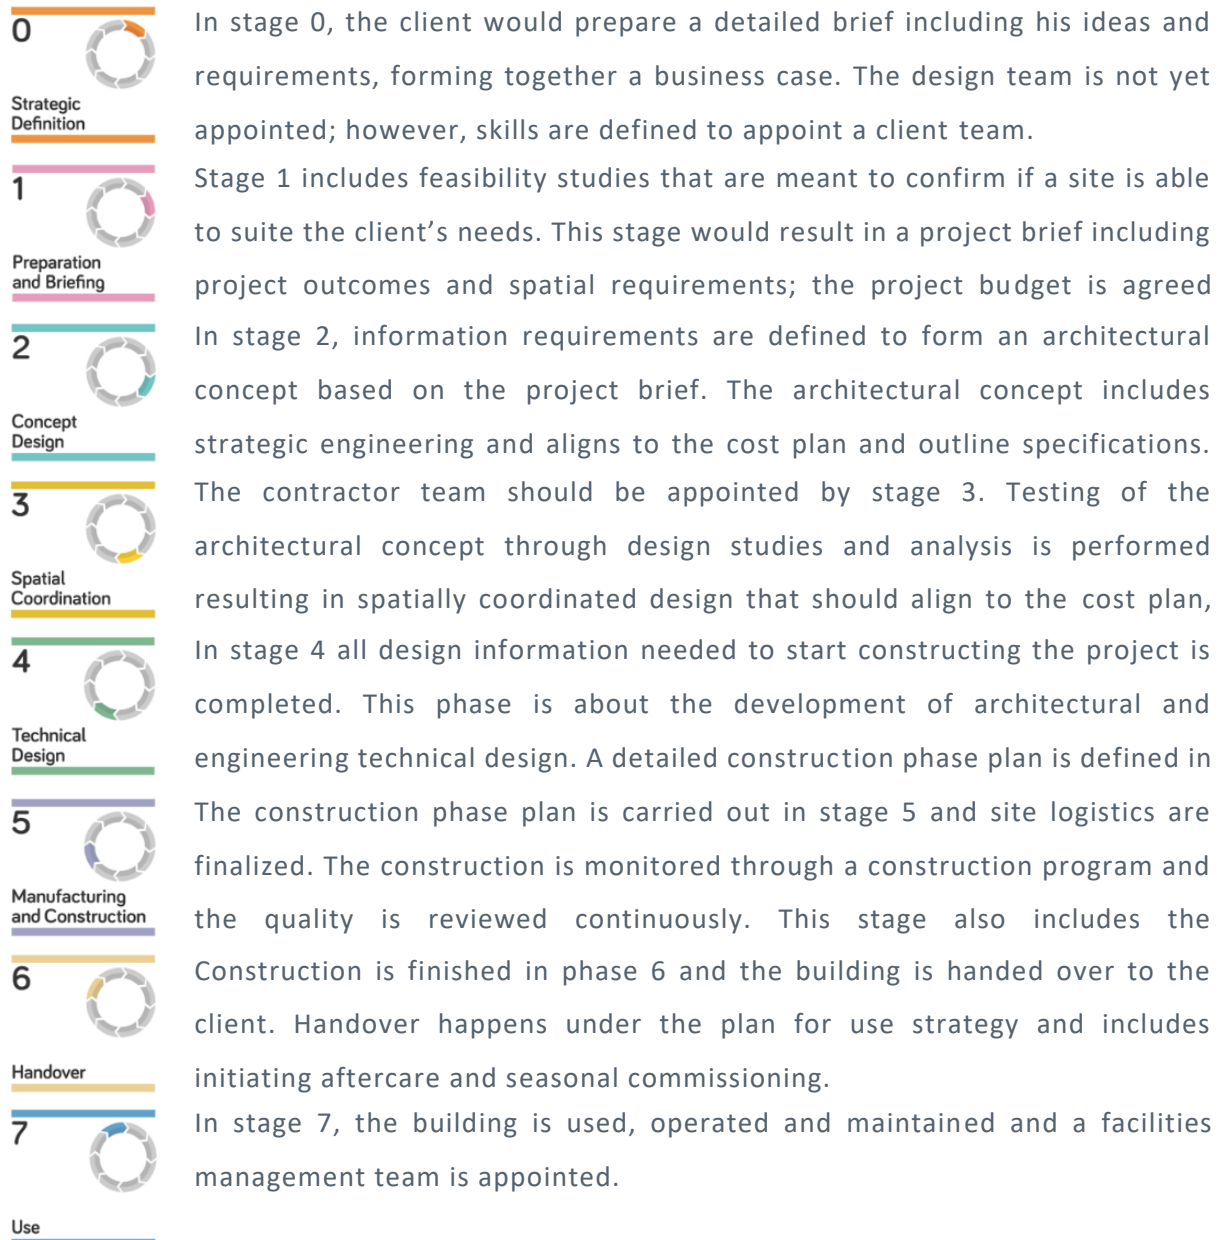 0
Strategic
Definition
In stage 0, the client would prepare a detailed brief including his ideas and
requirements, forming together a business case. The design team is not yet
appointed; however, skills are defined to appoint a client team.
1
Preparation
and Briefing
Stage 1 includes feasibility studies that are meant to confirm if a site is able
to suite the client's needs. This stage would result in a project brief including
project outcomes and spatial requirements; the project budget is agreed
2
Concept
Design
In stage 2, information requirements are defined to form an architectural
concept based on the project brief. The architectural concept includes
strategic engineering and aligns to the cost plan and outline specifications.
3
Spatial
Coordination
The contractor team should be appointed by stage 3. Testing of the
architectural concept through design studies and analysis is performed
resulting in spatially coordinated design that should align to the cost plan,
4
Technical
Design
In stage 4 all design information needed to start constructing the project is
completed. This phase is about the development of architectural and
engineering technical design. A detailed construction phase plan is defined in
5
Manufacturing
and Construction
The construction phase plan is carried out in stage 5 and site logistics are
finalized. The construction is monitored through a construction program and
the quality is reviewed continuously. This stage also includes the
6
Handover
Construction is finished in phase 6 and the building is handed over to the
client. Handover happens under the plan for use strategy and includes
initiating aftercare and seasonal commissioning.
7
Use
In stage 7, the building is used, operated and maintained and a facilities
management team is appointed.